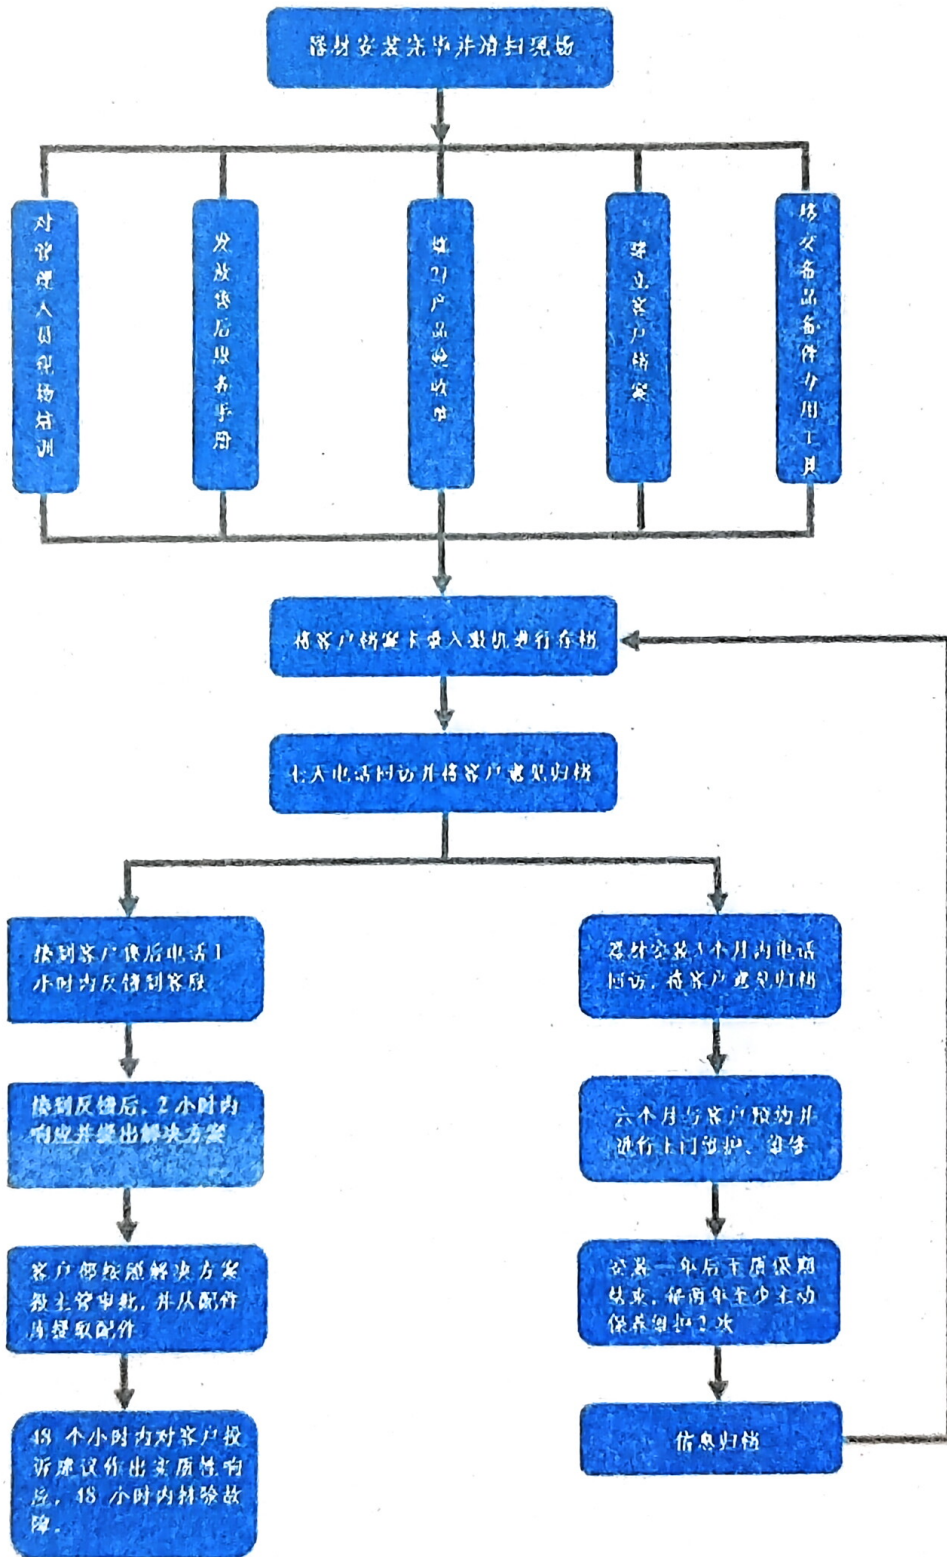 器材安装完毕并清扫现场
对管理人员现场培训
发放售后服务手册
产品验收单
建立客户档案
移交备品备件专用工具
将客户档案卡录入微机进行存档
七天电话回访并将客户意见归档
接到客户售后电话1
小时内反馈到客服
器材安装3个月内电话
回访，将客户意见归档
接到反馈后，2小时内
响应并提出解决方案
六个月与客户预约并
进行上门维护、维修
客户部按照解决方案
报主管审批，并从配件
库提取配件
安装一年后于质保期
结束，每两年至少主动
保养维护2次
48 个小时内对客户投
诉建议作出实质性响
应，48 小时内排除故
障。
信息归档